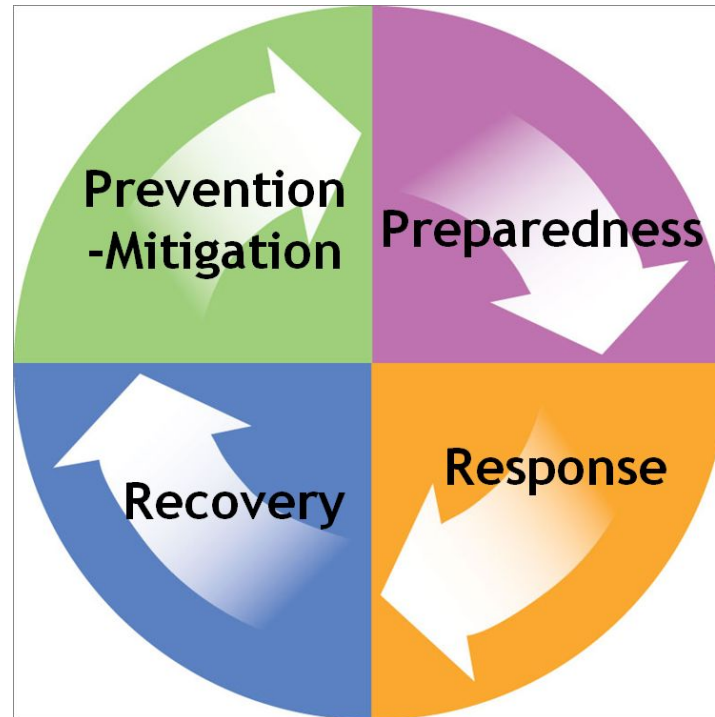 Prevention
-Mitigation
Preparedness
Response
Recovery